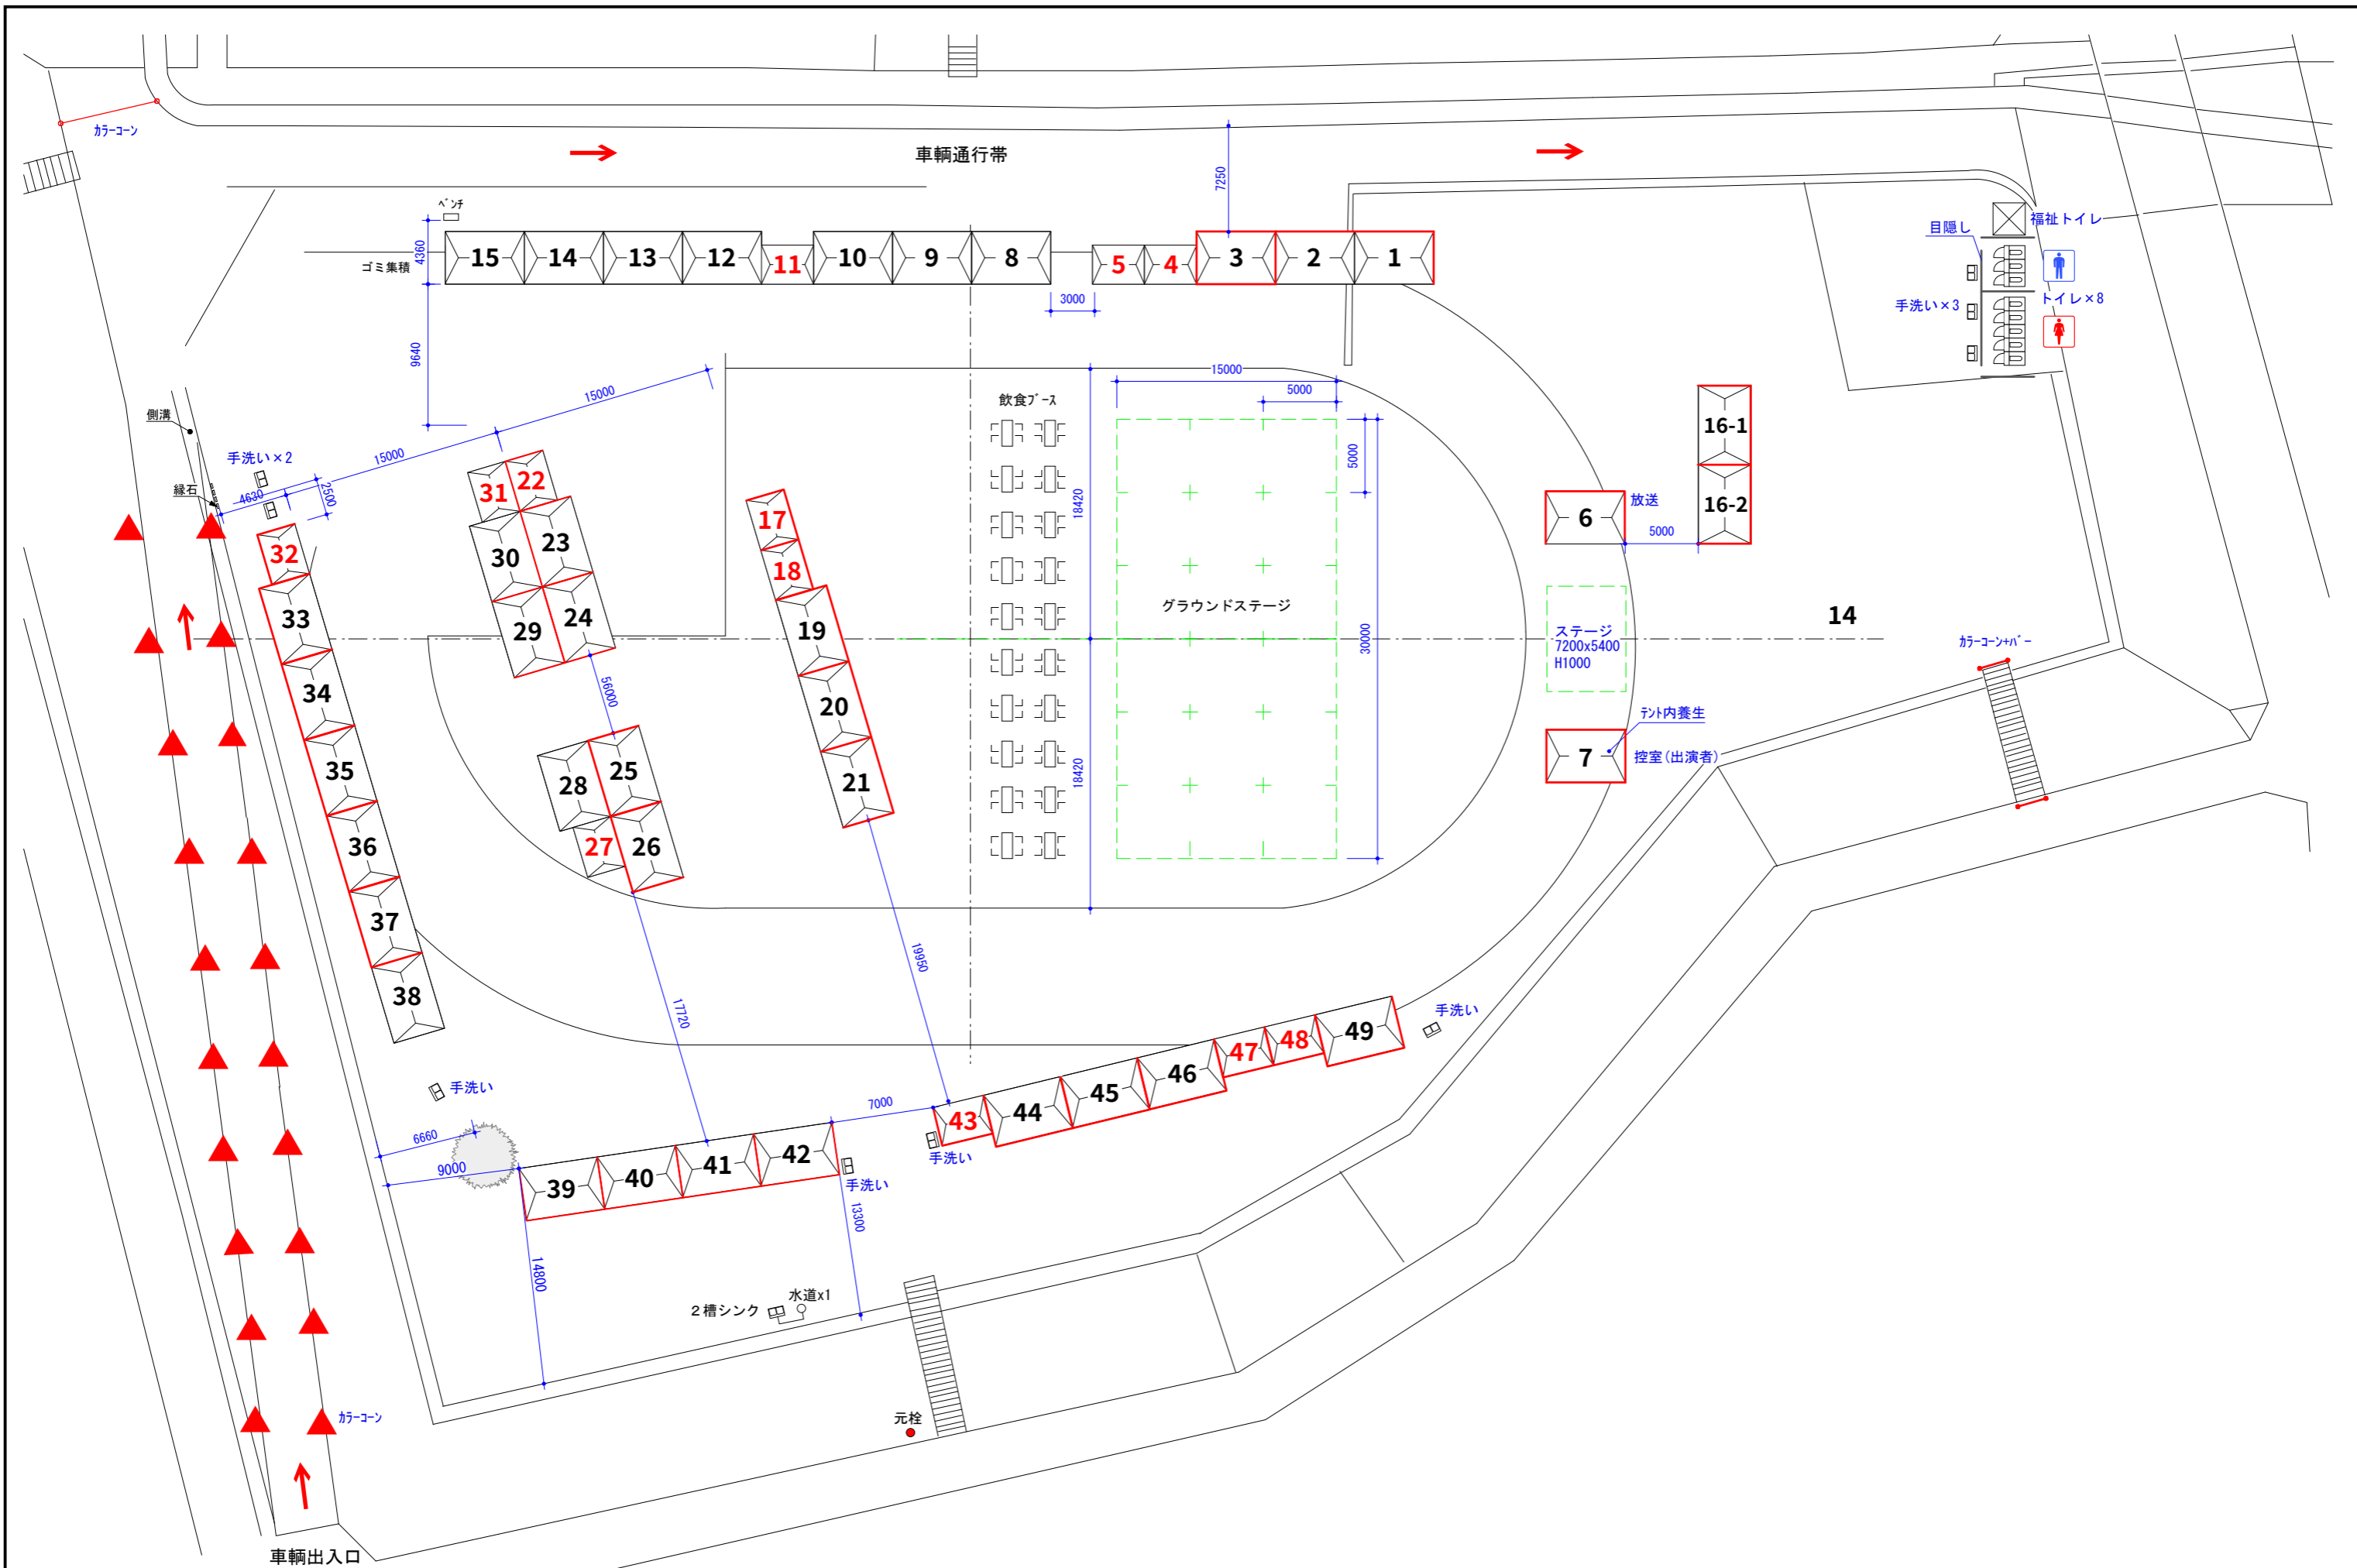 カラーコーン
車輌通行帯
7250
ベンチ
福祉トイレ
目隠し
15
14
13
12
11
10
9
8
5
4
3
2
1
ゴミ集積
4360
3000
手洗い×3
トイレ×8
9640
15000
15000
5000
飲食ブース
側溝
手洗い×2
15000
縁石
4630
2500
31
22
30
23
29
24
17
18
19
20
21
18420
5000
30000
グラウンドステージ
18420
16-1
16-2
6
放送
5000
14
ステージ
7200x5400
H1000
カラーコーン+バー
テント内養生
7
控室(出演者)
32
33
34
35
36
37
38
56000
28
25
27
26
19950
17720
手洗い
49
48
47
46
45
44
43
手洗い
7000
手洗い
6660
9000
39
40
41
42
手洗い
13300
14800
2槽シンク
水道x1
元栓
カラーコーン
車輌出入口